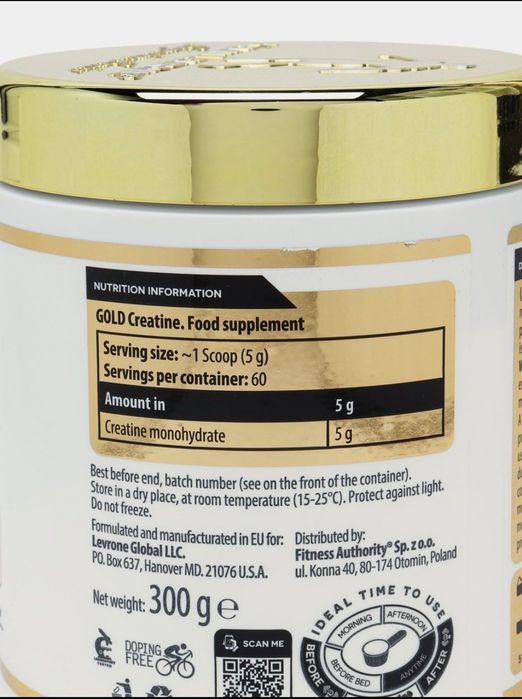 NUTRITION INFORMATION
GOLD Creatine. Food supplement
Serving size: ~1 Scoop (5 g)
Servings per container: 60
Amount in 5 g
Creatine monohydrate 5 g
Best before end, batch number (see on the front of the container).
Store in a dry place, at room temperature (15-25°C). Protect against light.
Do not freeze.
Formulated and manufactured in EU for:
Levrone Global LLC.
PO. Box 637, Hanover MD. 21076 U.S.A.
Distributed by:
Fitness Authority® Sp. z o.o.
ul. Konna 40, 80-174 Otomin, Poland
Net weight: 300 g e
DOPING
FREE
SCAN ME
IDEAL TIME TO USE
MORNING
AFTERNOON
BEFORE BED
ANYTIME
BEFORE
AFTER